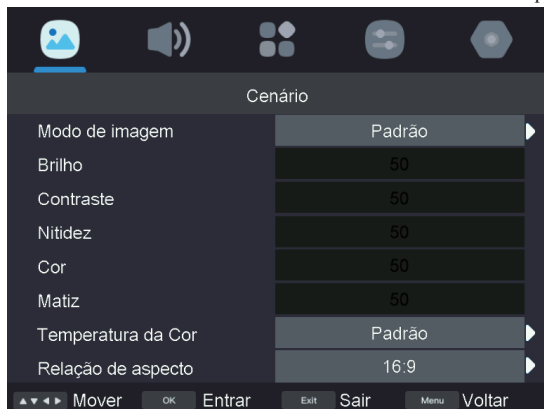 Cenário
Modo de imagem Padrão
Brilho 50
Contraste 50
Nitidez 50
Cor 50
Matiz 50
Temperatura da Cor Padrão
Relação de aspecto 16:9
Mover OK Entrar Exit Sair Menu Voltar